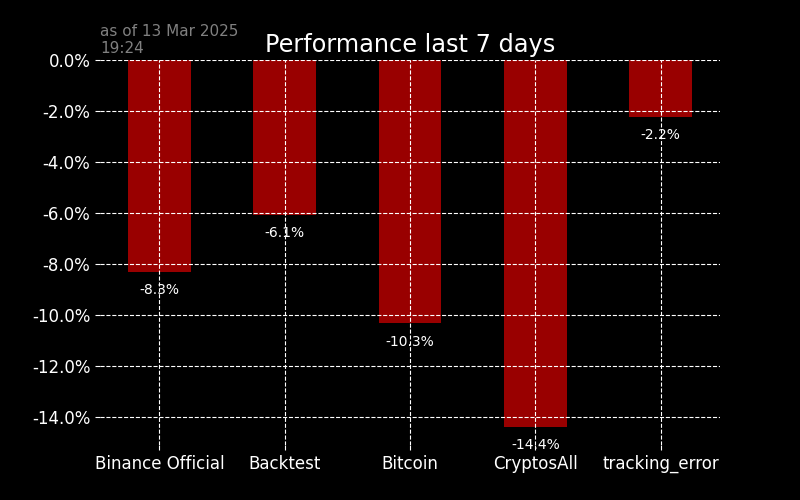 as of 13 Mar 2025
19:24
Performance last 7 days
0.0%
-2.0%
-4.0%
-6.0%
-8.0%
-10.0%
-12.0%
-14.0%
-8.3%
-6.1%
-10.3%
-14.4%
-2.2%
Binance Official
Backtest
Bitcoin
CryptosAll
tracking_error